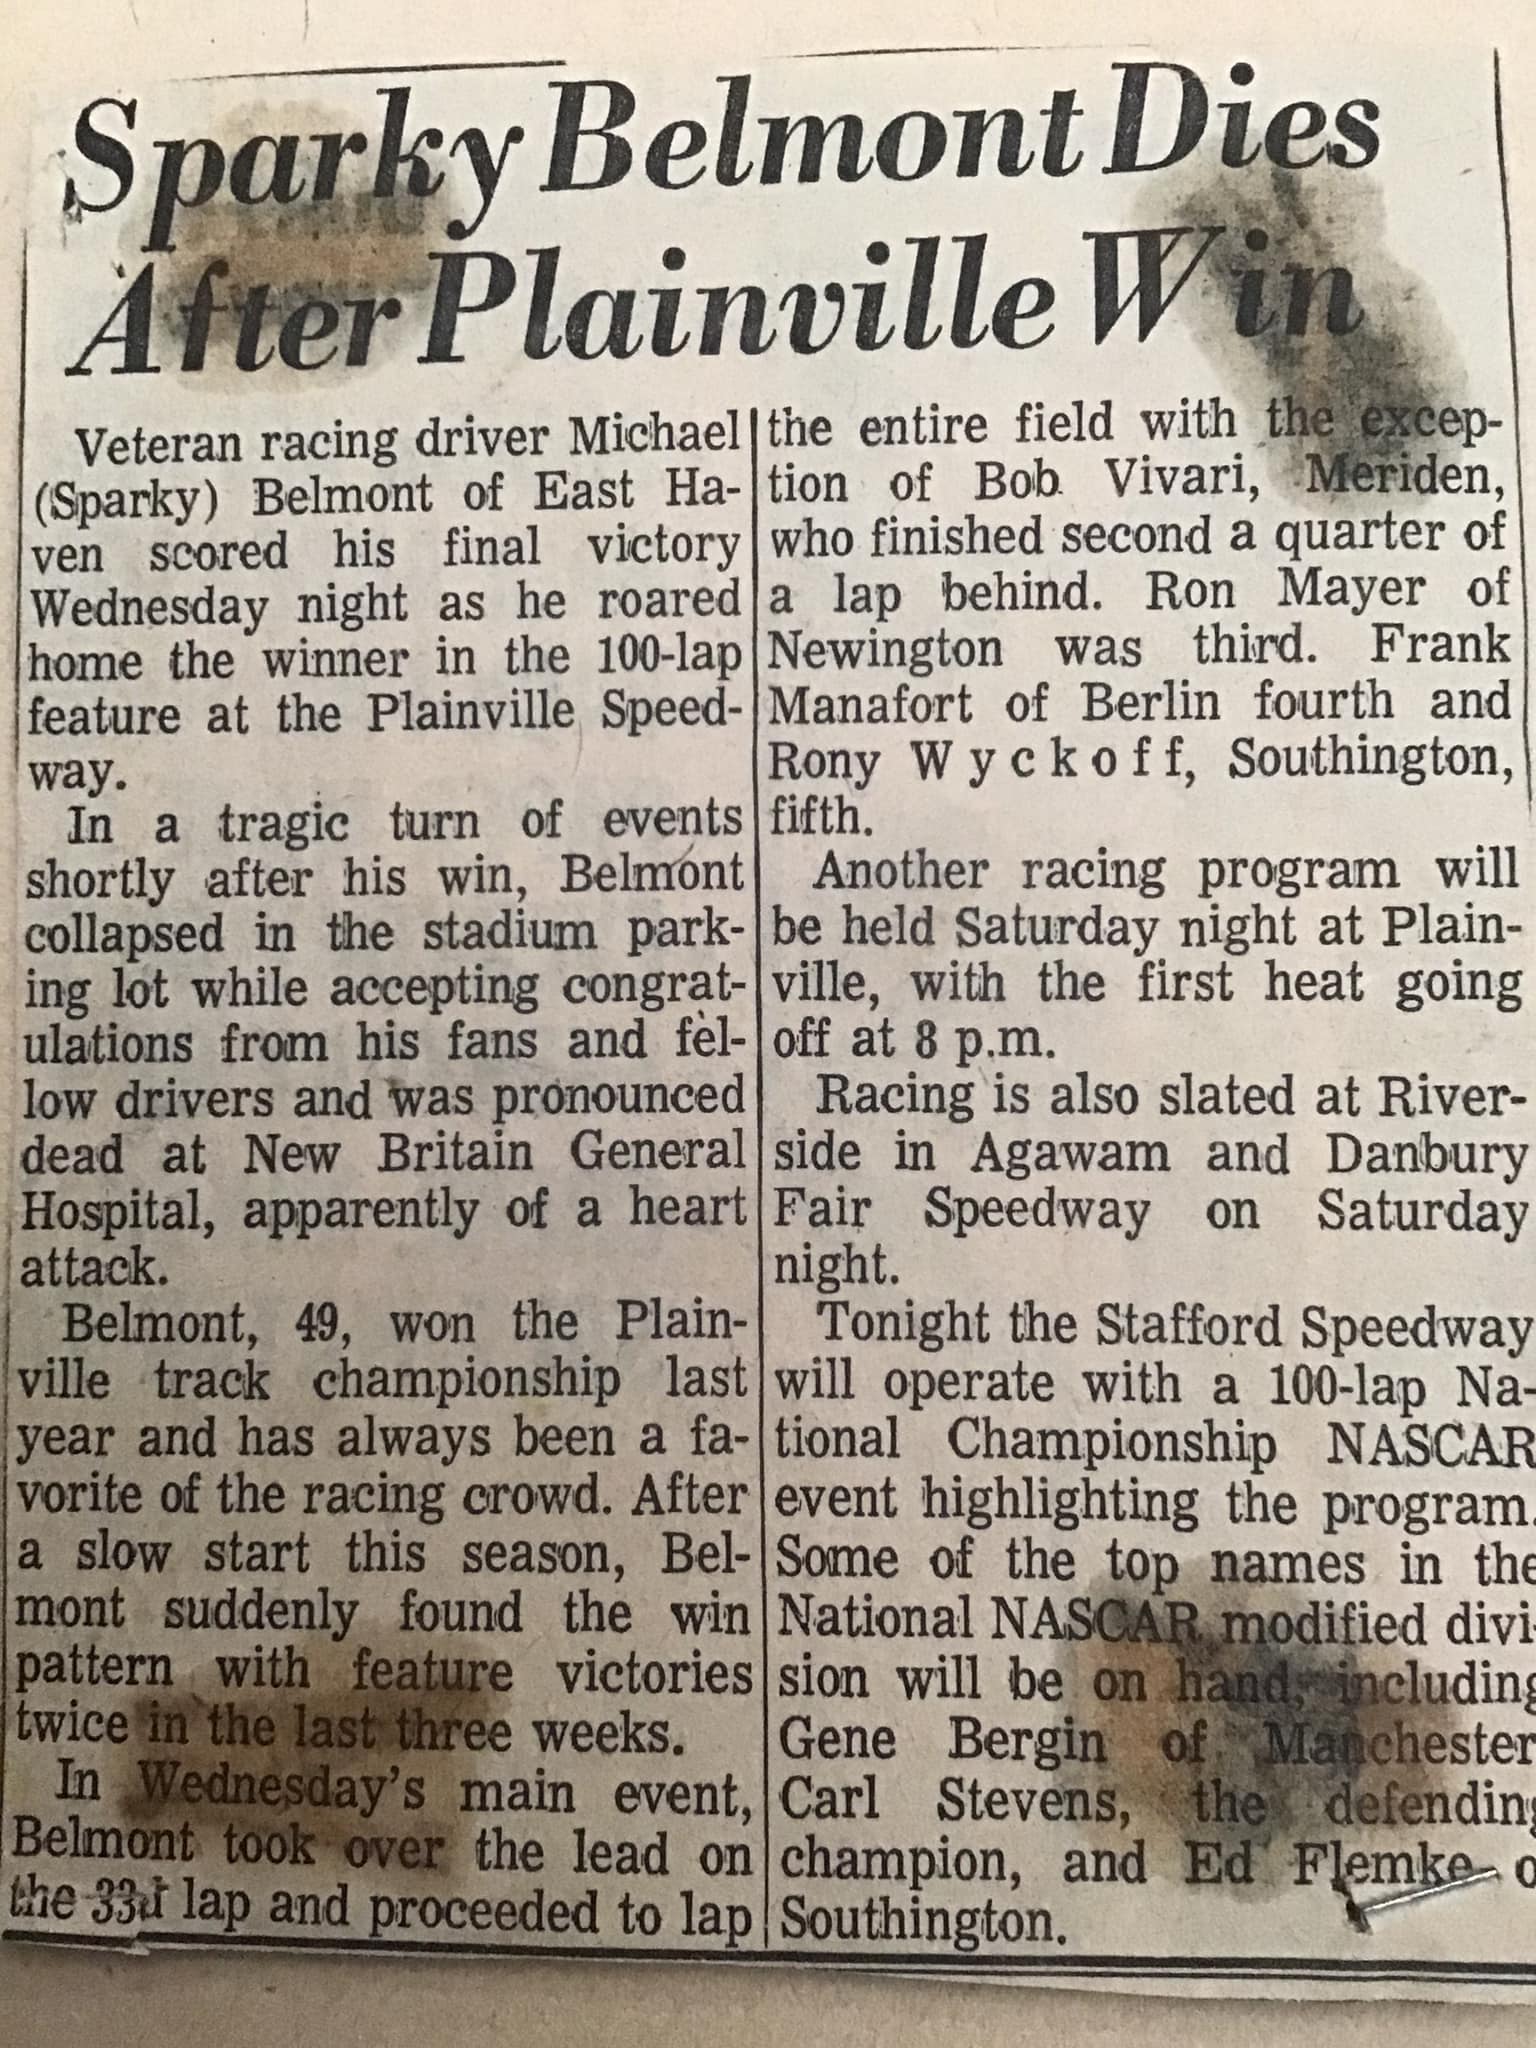 Sparky Belmont Dies
After Plainville Win
Veteran racing driver Michael
(Sparky) Belmont of East Ha-
ven scored his final victory
Wednesday night as he roared
home the winner in the 100-lap
feature at the Plainville Speed-
way.
In a tragic turn of events
shortly after his win, Belmont
collapsed in the stadium park-
ing lot while accepting congrat-
ulations from his fans and fel-
low drivers and was pronounced
dead at New Britain General
Hospital, apparently of a heart
attack.
Belmont, 49, won the Plain-
ville track championship last
year and has always been a fa-
vorite of the racing crowd. After
a slow start this season, Bel-
mont suddenly found the win
pattern with feature victories
twice in the last three weeks.
In Wednesday's main event,
Belmont took over the lead on
the 33rd lap and proceeded to lap
the entire field with the excep-
tion of Bob Vivari, Meriden,
who finished second a quarter of
a lap behind. Ron Mayer of
Newington was third. Frank
Manafort of Berlin fourth and
Rony Wyckoff, Southington,
fifth.
Another racing program will
be held Saturday night at Plain-
ville, with the first heat going
off at 8 p.m.
Racing is also slated at River-
side in Agawam and Danbury
Fair Speedway on Saturday
night.
Tonight the Stafford Speedway
will operate with a 100-lap Na-
tional Championship NASCAR
event highlighting the program.
Some of the top names in the
National NASCAR modified divi-
sion will be on hand, including
Gene Bergin of Manchester
Carl Stevens, the defending
champion, and Ed Flemke o
Southington.